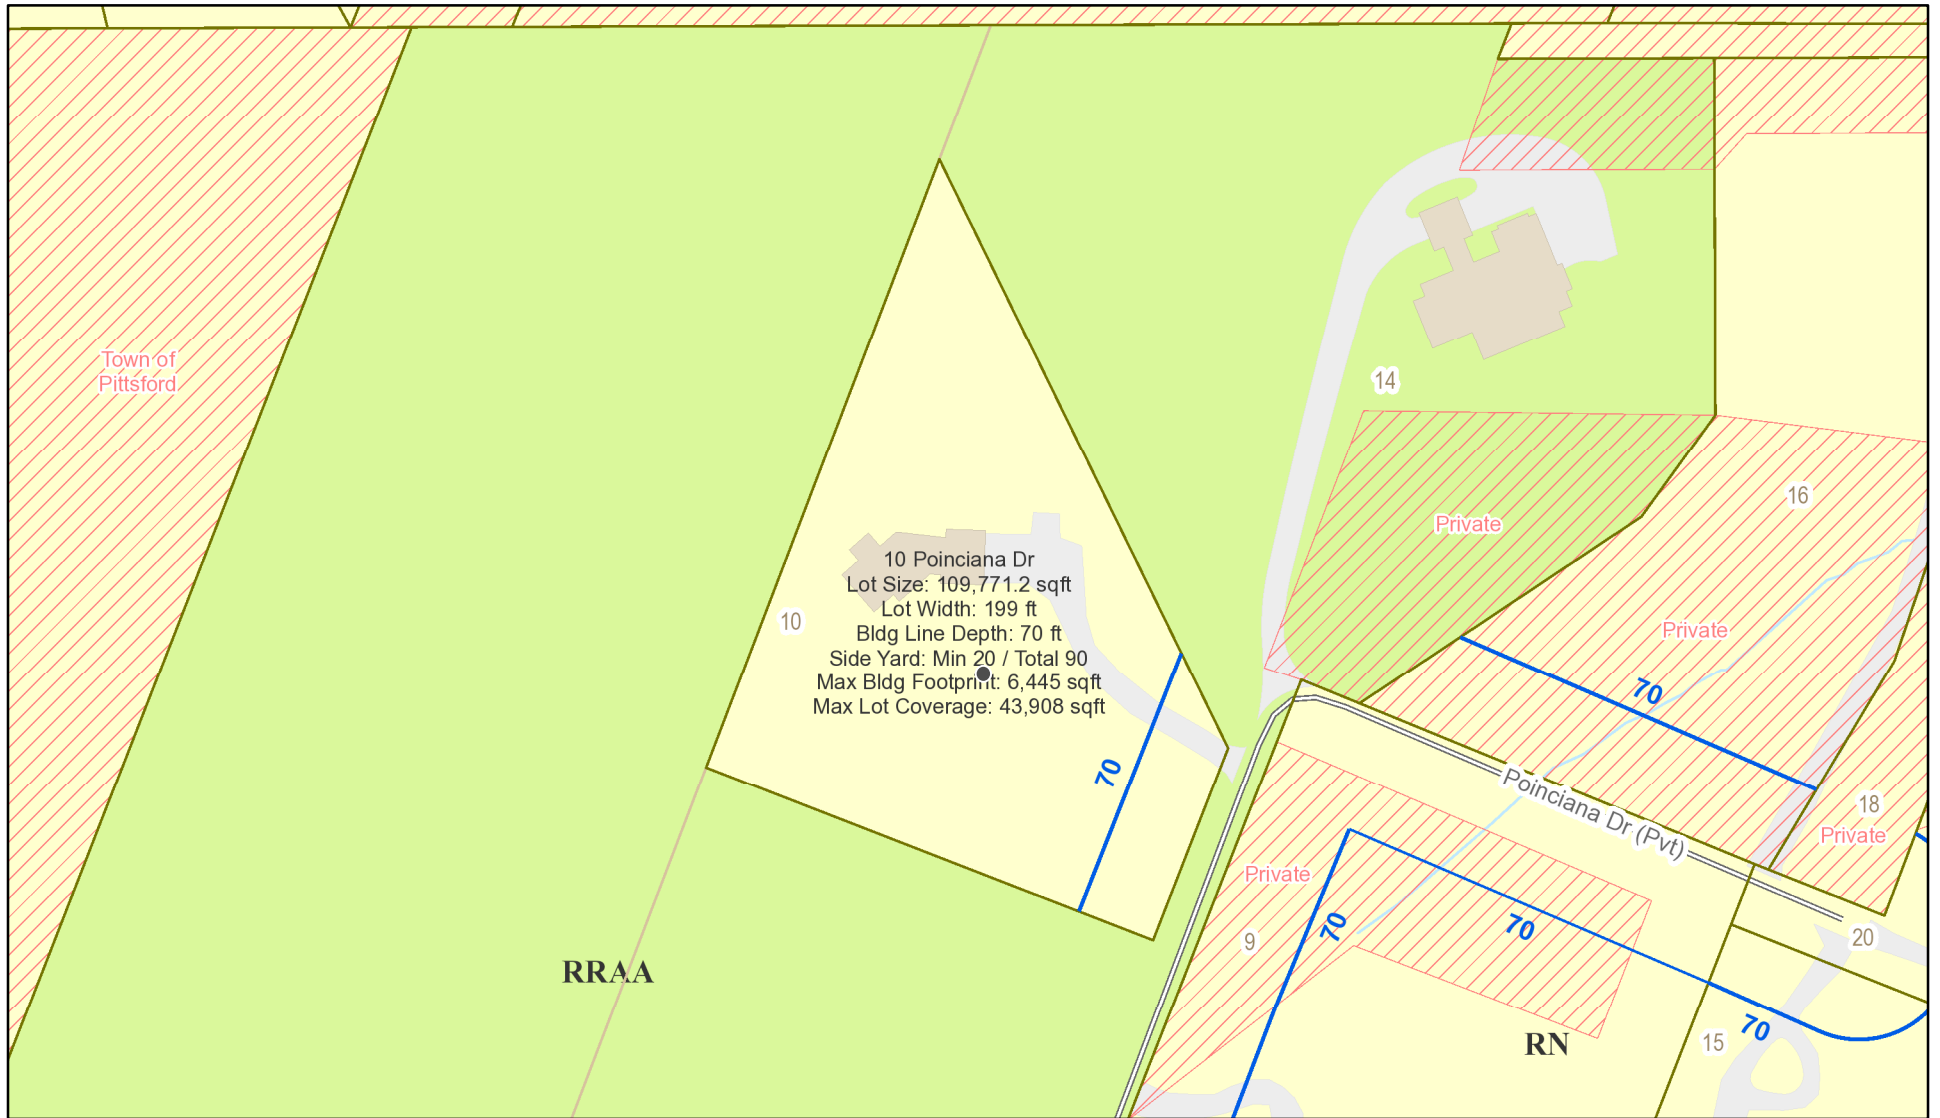 Town of
Pittsford
14
16
Private
10 Poinciana Dr
Lot Size: 109,771.2 sqft
Lot Width: 199 ft
Bldg Line Depth: 70 ft
Side Yard: Min 20 / Total 90
Max Bldg Footprint: 6,445 sqft
Max Lot Coverage: 43,908 sqft
10
Private
70
70
Poinciana Dr (Pvt)
18
Private
Private
9
70
70
20
RRAA
RN
15
70